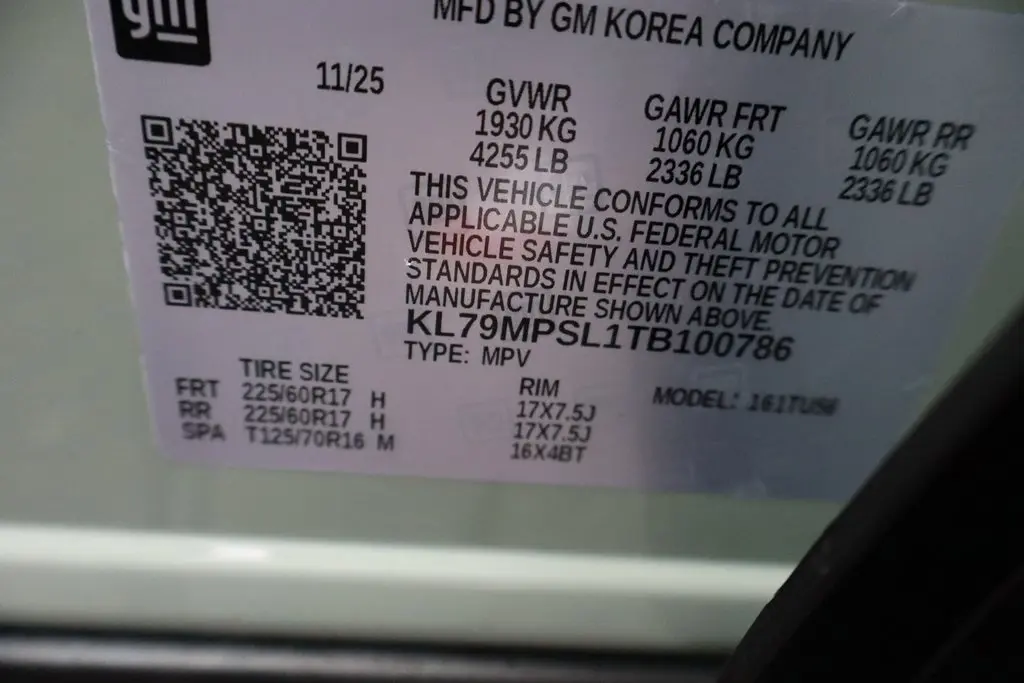 gm
MFD BY GM KOREA COMPANY
11/25
GVWR GAWR FRT GAWR RR
1930 KG 1060 KG 1060 KG
4255 LB 2336 LB 2336 LB
THIS VEHICLE CONFORMS TO ALL
APPLICABLE U.S. FEDERAL MOTOR
VEHICLE SAFETY AND THEFT PREVENTION
STANDARDS IN EFFECT ON THE DATE OF
MANUFACTURE SHOWN ABOVE.
KL79MPSL1TB100786
TYPE: MPV
TIRE SIZE RIM MODEL: 161TU56
FRT 225/60R17 H 17X7.5J
RR 225/60R17 H 17X7.5J
SPA T125/70R16 M 16X4BT